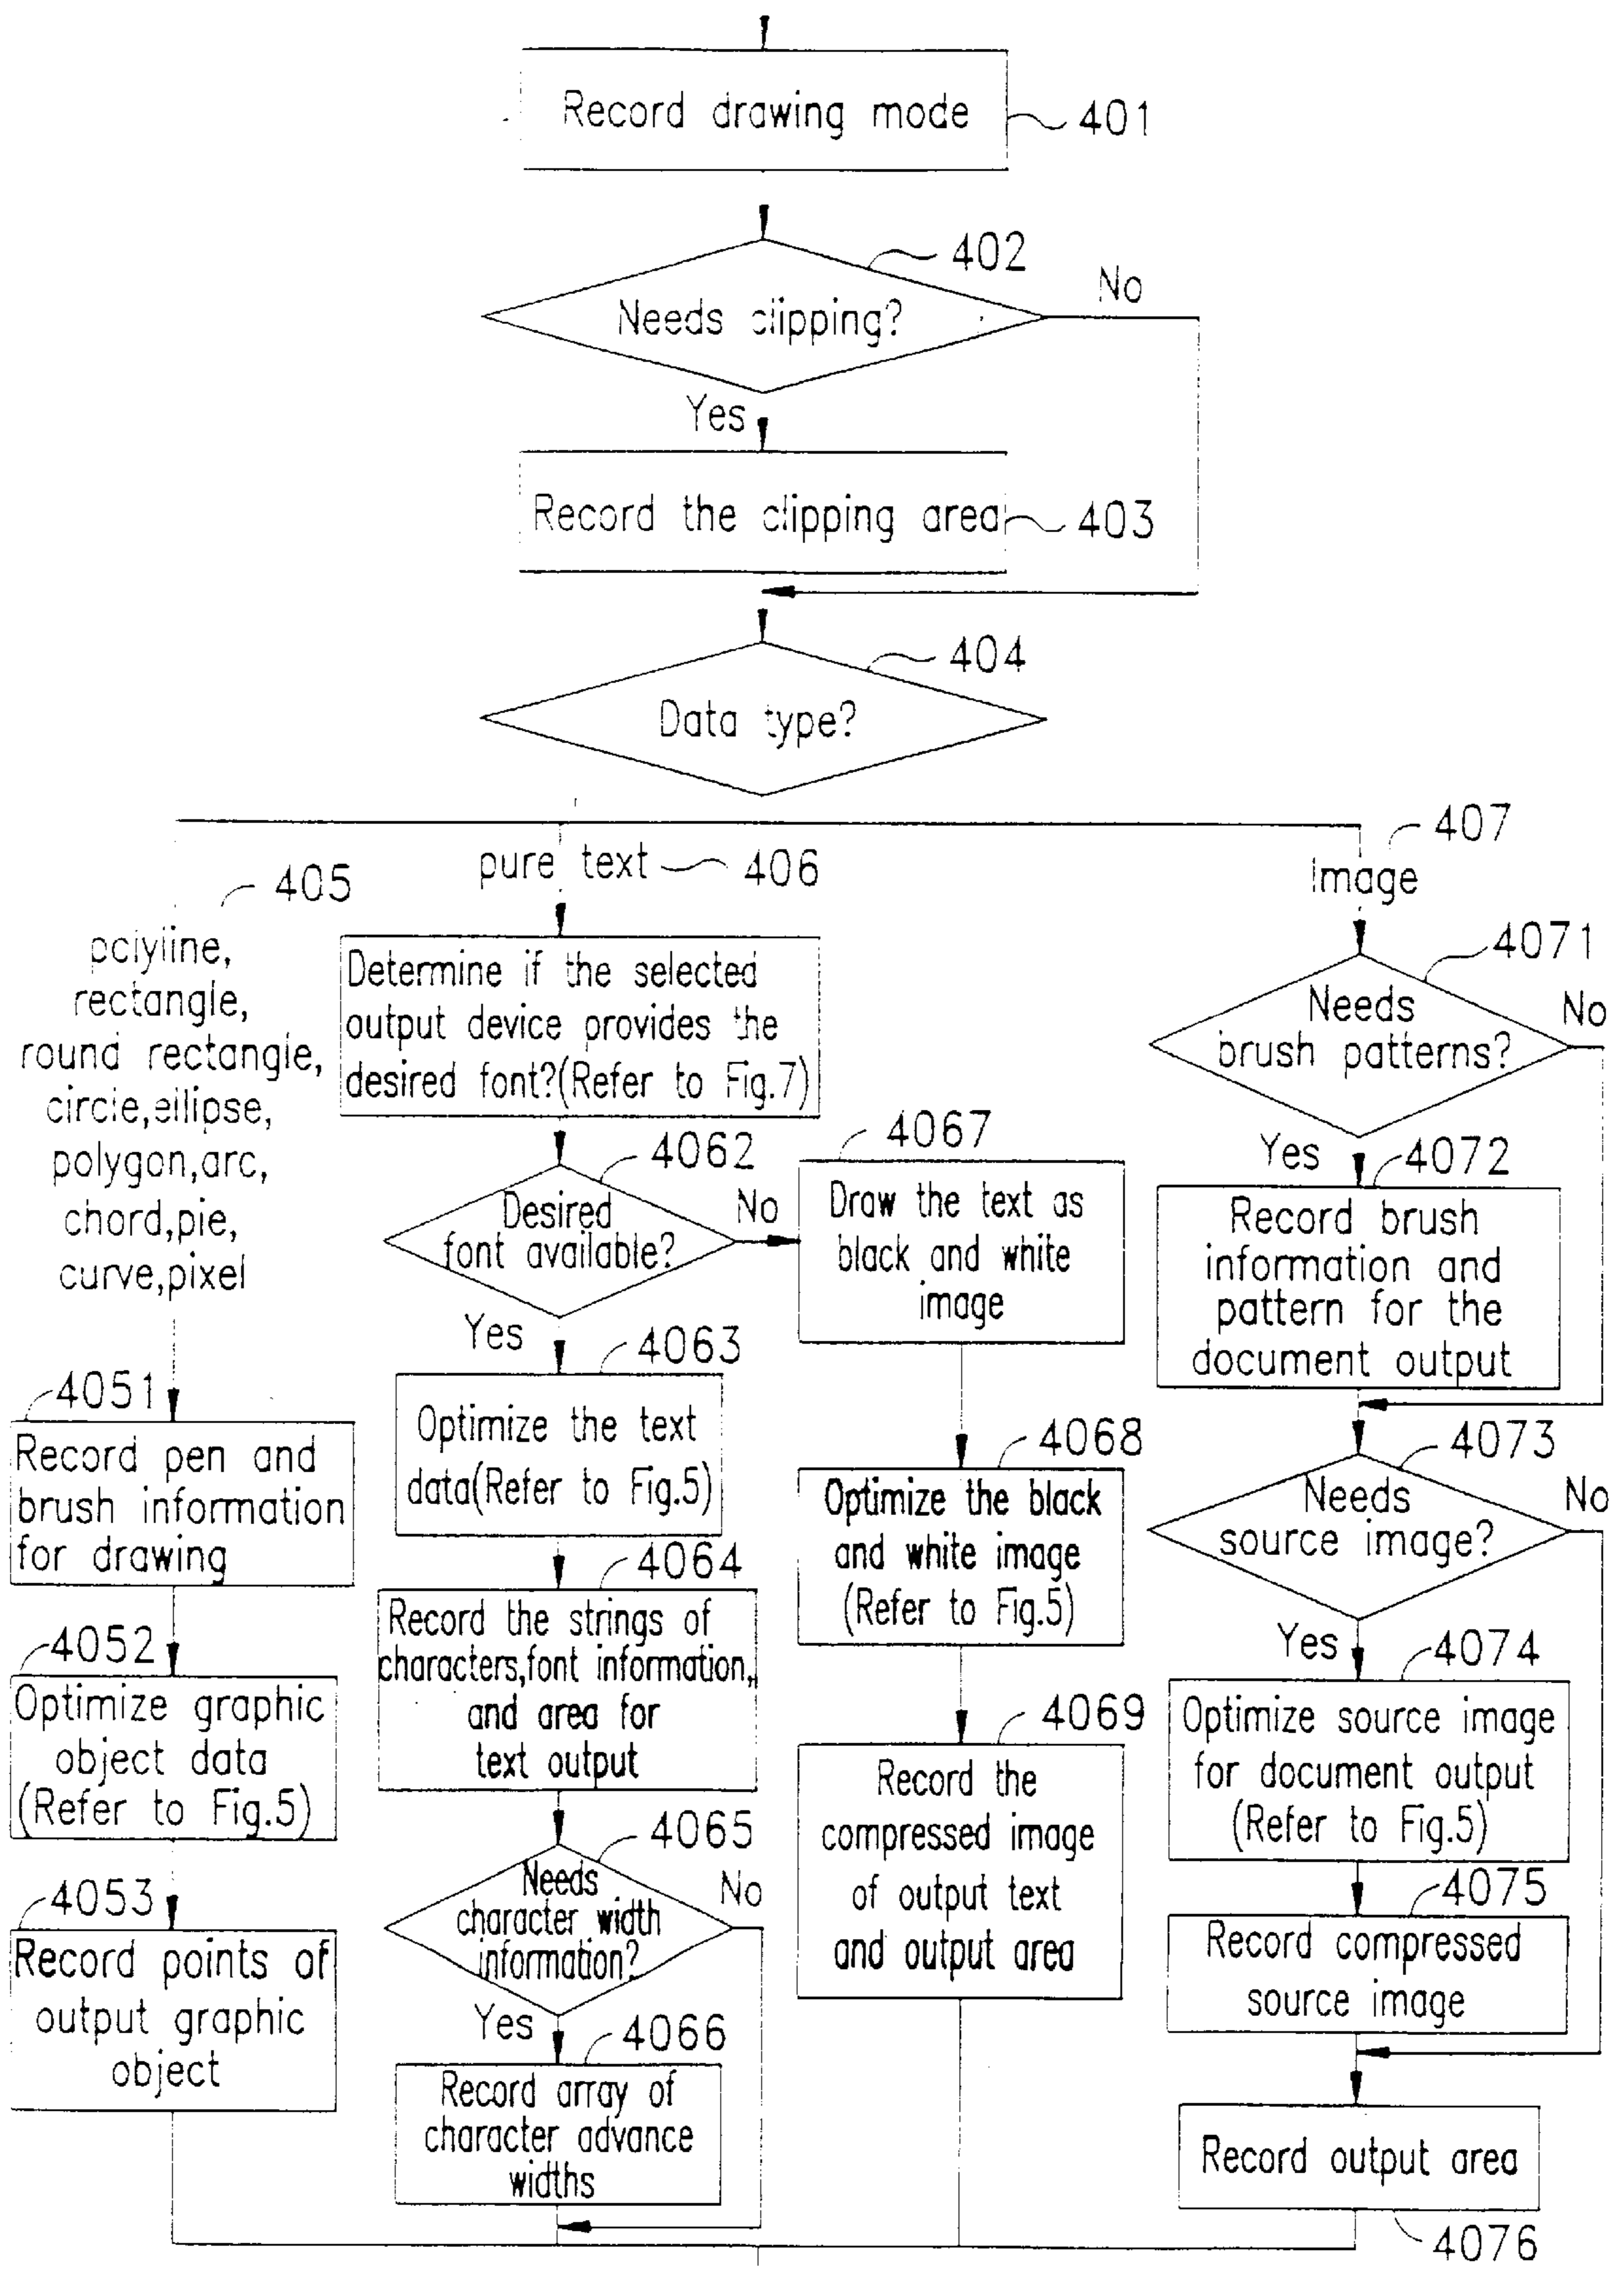 Record drawing mode
401
402
No
Needs clipping?
Yes
Record the clipping area
403
404
Data type?
407
pure text
406
Image
405
polyline,
rectangle,
round rectangle,
circle,ellipse,
polygon,arc,
chord,pie,
curve,pixel
Determine if the selected
output device provides the
desired font?(Refer to Fig.7)
4071
Needs
brush patterns?
No
4062
Desired
font available?
No
4067
Draw the text as
black and white
image
Yes
4072
Record brush
information and
pattern for the
document output
Yes
4063
4051
Record pen and
brush information
for drawing
Optimize the text
data(Refer to Fig.5)
4068
Optimize the black
and white image
(Refer to Fig.5)
4073
Needs
source image?
No
4064
Record the strings of
characters,font information,
and area for
text output
4052
Optimize graphic
object data
(Refer to Fig.5)
Yes
4074
Optimize source image
for document output
(Refer to Fig.5)
4069
Record the
compressed image
of output text
and output area
4065
Needs
character width
information?
No
4053
Record points of
output graphic
object
4075
Record compressed
source image
Yes
4066
Record array of
character advance
widths
Record output area
4076